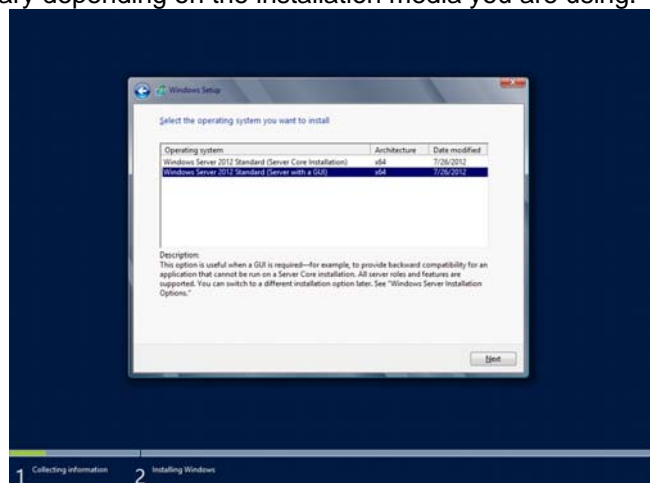 ary depending on the installation media you are using.
Windows Setup
Select the operating system you want to install
Operating system Architecture Date modified
Windows Server 2012 Standard (Server Core Installation) x64 7/26/2012
Windows Server 2012 Standard (Server with a GUI) x64 7/26/2012
Description:
This option is useful when a GUI is required—for example, to provide backward compatibility for an
application that cannot be run on a Server Core installation. All server roles and features are
supported. You can switch to a different installation option later. See "Windows Server Installation
Options."
Next
1 Collecting information 2 Installing Windows